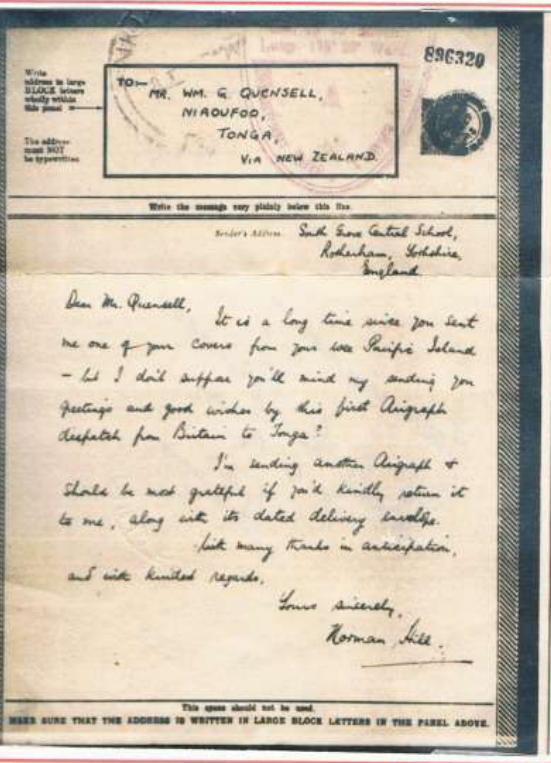 896320
Write
address in large
BLOCK letters
wholly within
this panel
The address
must NOT
be typewritten
TO:—
MR. WM. G. QUENSELL,
NIAOUFOO,
TONGA,
VIA NEW ZEALAND.
Write the message very plainly below this line.
Sender's Address
South Grove Central School,
Rotherham, Yorkshire,
England
Dear Mr. Quensell,
It is a long time since you sent
me one of your covers from your wee Pacific Island
– but I don't suppose you'll mind my sending you
greetings and good wishes by this first Airgraph
despatch from Britain to Tonga?
I'm sending another Airgraph &
should be most grateful if you'd kindly return it
to me, along with its dated delivery envelope.
With many thanks in anticipation,
and with kindest regards,
Yours sincerely,
Norman Hill.
This space should not be used.
MAKE SURE THAT THE ADDRESS IS WRITTEN IN LARGE BLOCK LETTERS IN THE PANEL ABOVE.